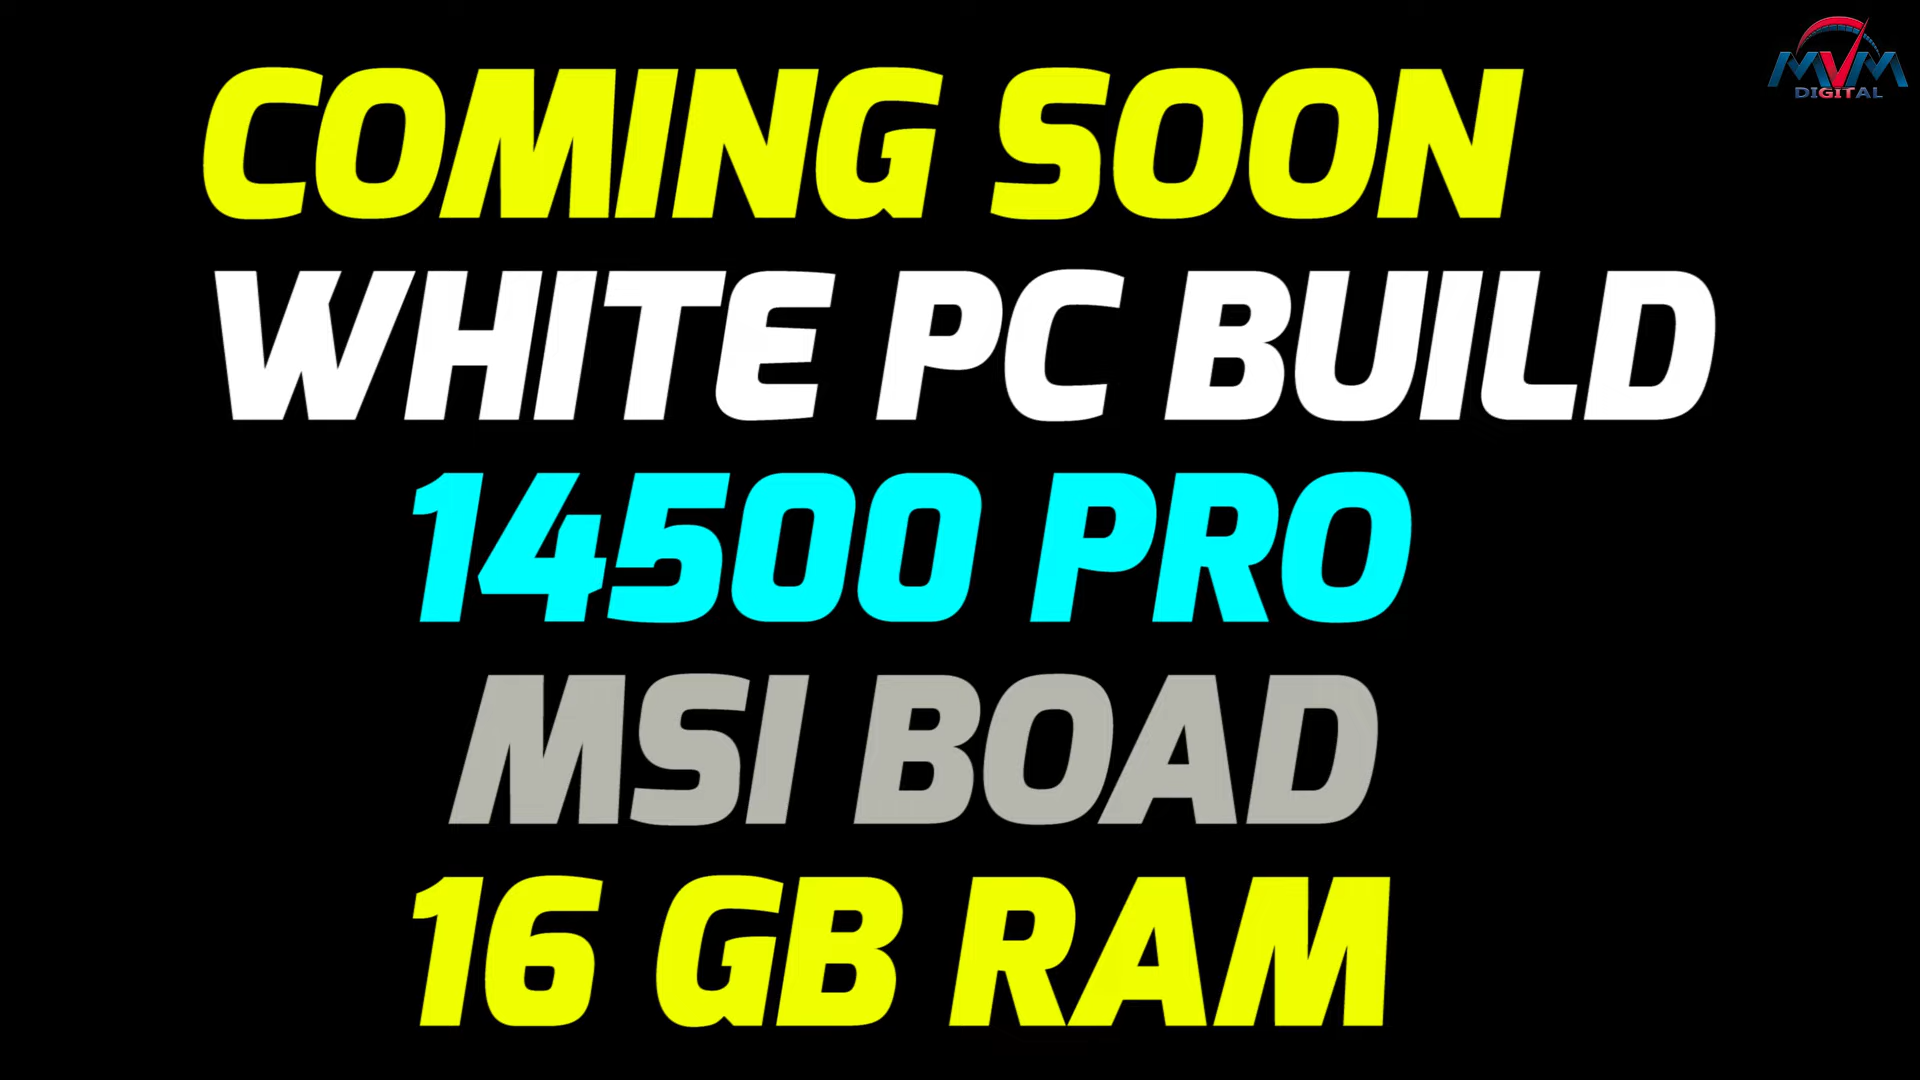 COMING SOON
WHITE PC BUILD
14500 PRO
MSI BOAD
16 GB RAM
MVM
DIGITAL